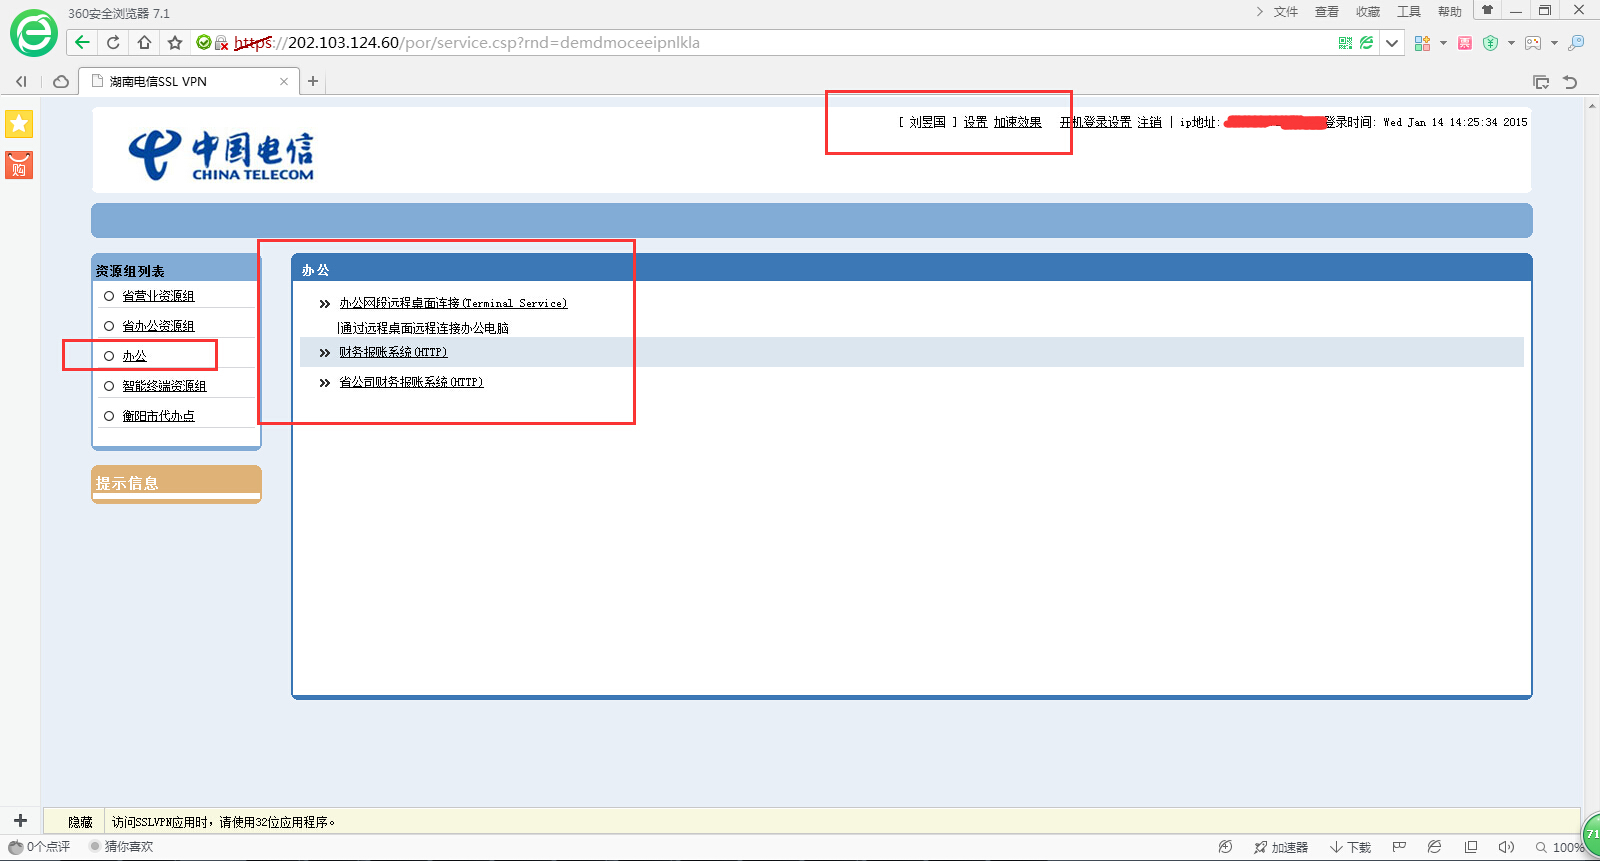 360安全浏览器 7.1
文件 查看 收藏 工具 帮助
https://202.103.124.60/por/service.csp?rnd=demdmoceeipnlkla
湖南电信SSL VPN
购
中国电信
CHINA TELECOM
[ 刘昱国 ] 设置 加速效果 开机登录设置 注销 | ip地址: 登录时间: Wed Jan 14 14:25:34 2015
资源组列表
省营业资源组
省办公资源组
办公
智能终端资源组
衡阳市代办点
提示信息
办公
办公网段远程桌面连接(Terminal Service)
|通过远程桌面远程连接办公电脑
财务报账系统(HTTP)
省公司财务报账系统(HTTP)
隐藏 访问SSLVPN应用时，请使用32位应用程序。
71
0个点评 猜你喜欢 加速器 下载 100%